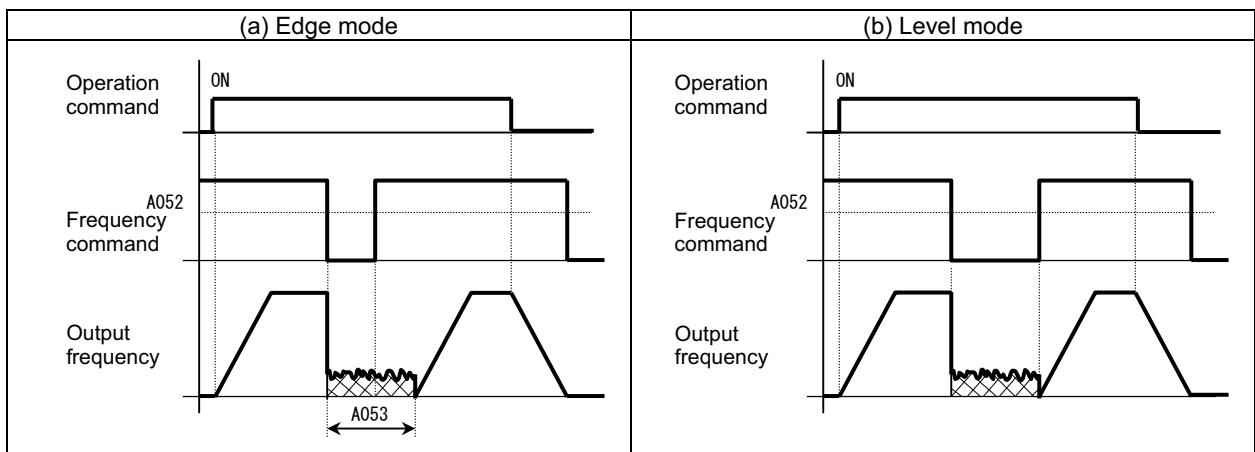 (a) Edge mode
Operation
command
ON
A052
Frequency
command
Output
frequency
A053
(b) Level mode
Operation
command
ON
A052
Frequency
command
Output
frequency